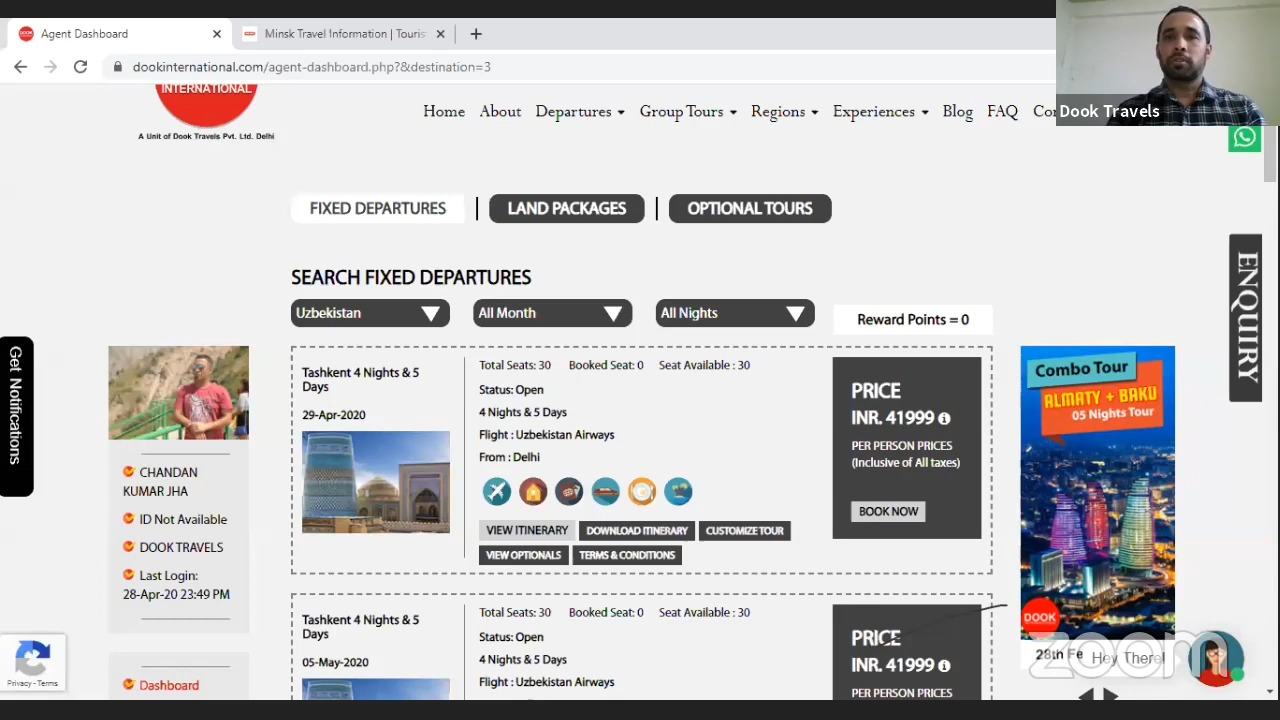 Agent Dashboard
Minsk Travel Information | Touris
dookinternational.com/agent-dashboard.php?&destination=3
Dook Travels
INTERNATIONAL
A Unit of Dook Travels Pvt. Ltd. Delhi
Home About Departures Group Tours Regions Experiences Blog FAQ Co
FIXED DEPARTURES | LAND PACKAGES | OPTIONAL TOURS
SEARCH FIXED DEPARTURES
Uzbekistan All Month All Nights Reward Points = 0
ENQUIRY
Get Notifications
CHANDAN
KUMAR JHA
ID Not Available
DOOK TRAVELS
Last Login:
28-Apr-20 23:49 PM
Dashboard
Tashkent 4 Nights & 5
Days
29-Apr-2020
Total Seats: 30 Booked Seat: 0 Seat Available : 30
Status: Open
4 Nights & 5 Days
Flight : Uzbekistan Airways
From : Delhi
VIEW ITINERARY DOWNLOAD ITINERARY CUSTOMIZE TOUR
VIEW OPTIONALS TERMS & CONDITIONS
PRICE
INR. 41999
PER PERSON PRICES
(Inclusive of All taxes)
BOOK NOW
Tashkent 4 Nights & 5
Days
05-May-2020
Total Seats: 30 Booked Seat: 0 Seat Available : 30
Status: Open
4 Nights & 5 Days
Flight : Uzbekistan Airways
PRICE
INR. 41999
PER PERSON PRICES
Combo Tour
ALMATY + BAKU
05 Nights Tour
DOOK
28th Fe
Hey There!
zoom
Privacy - Terms